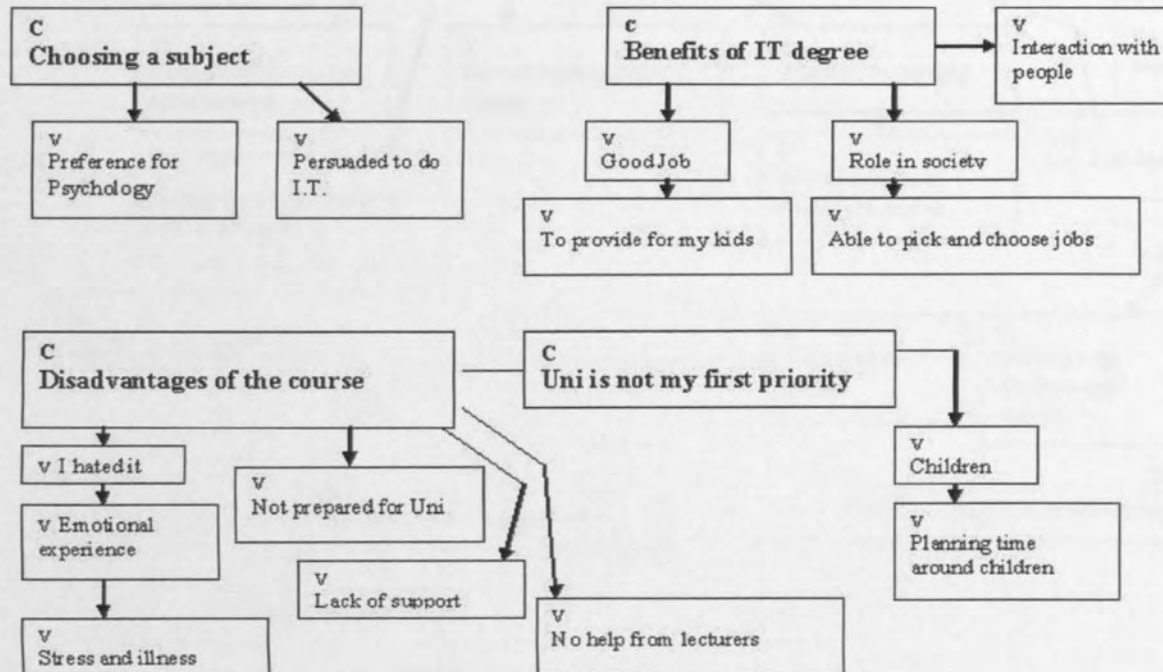 C
Choosing a subject
v
Preference for
Psychology
v
Persuaded to do
I.T.
c
Benefits of IT degree
v
Interaction with
people
v
Good Job
v
Role in society
v
To provide for my kids
v
Able to pick and choose jobs
C
Disadvantages of the course
C
Uni is not my first priority
v I hated it
v Emotional
experience
v
Stress and illness
v
Not prepared for Uni
v
Lack of support
v
No help from lecturers
v
Children
v
Planning time
around children